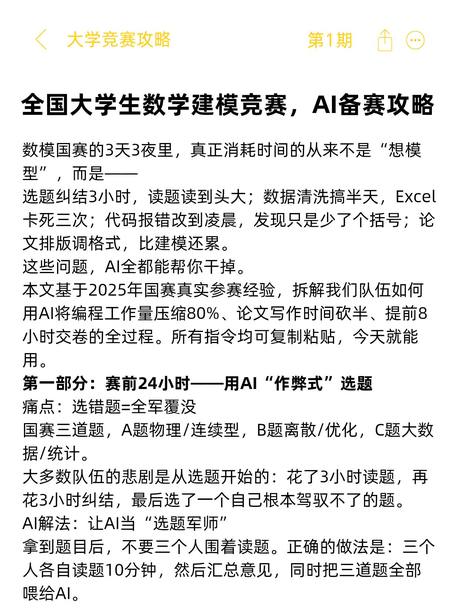 大学竞赛攻略
第1期
全国大学生数学建模竞赛，AI备赛攻略
数模国赛的3天3夜里，真正消耗时间的从来不是“想模
型”，而是——
选题纠结3小时，读题读到头大；数据清洗搞半天，Excel
卡死三次；代码报错改到凌晨，发现只是少了个括号；论
文排版调格式，比建模还累。
这些问题，AI全都能帮你干掉。
本文基于2025年国赛真实参赛经验，拆解我们队伍如何
用AI将编程工作量压缩80%、论文写作时间砍半、提前8
小时交卷的全过程。所有指令均可复制粘贴，今天就能
用。
第一部分：赛前24小时——用AI“作弊式”选题
痛点：选错题=全军覆没
国赛三道题，A题物理/连续型，B题离散/优化，C题大数
据/统计。
大多数队伍的悲剧是从选题开始的：花了3小时读题，再
花3小时纠结，最后选了一个自己根本驾驭不了的题。
AI解法：让AI当“选题军师”
拿到题目后，不要三个人围着读题。正确的做法是：三个
人各自读题10分钟，然后汇总意见，同时把三道题全部
喂给AI。